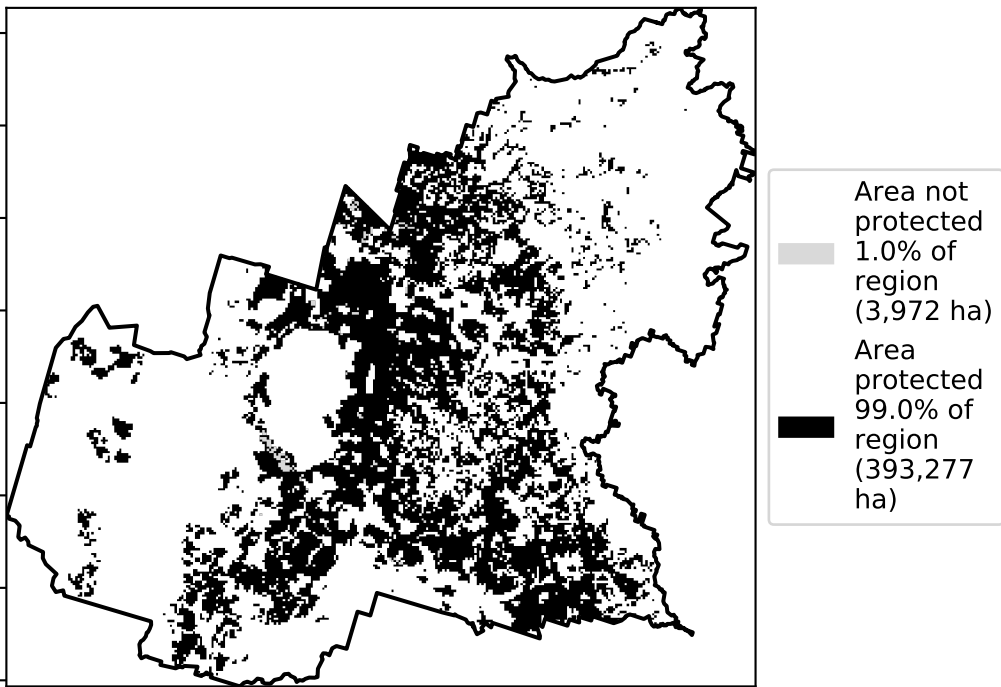 Area not
protected
1.0% of
region
(3,972 ha)
Area
protected
99.0% of
region
(393,277
ha)